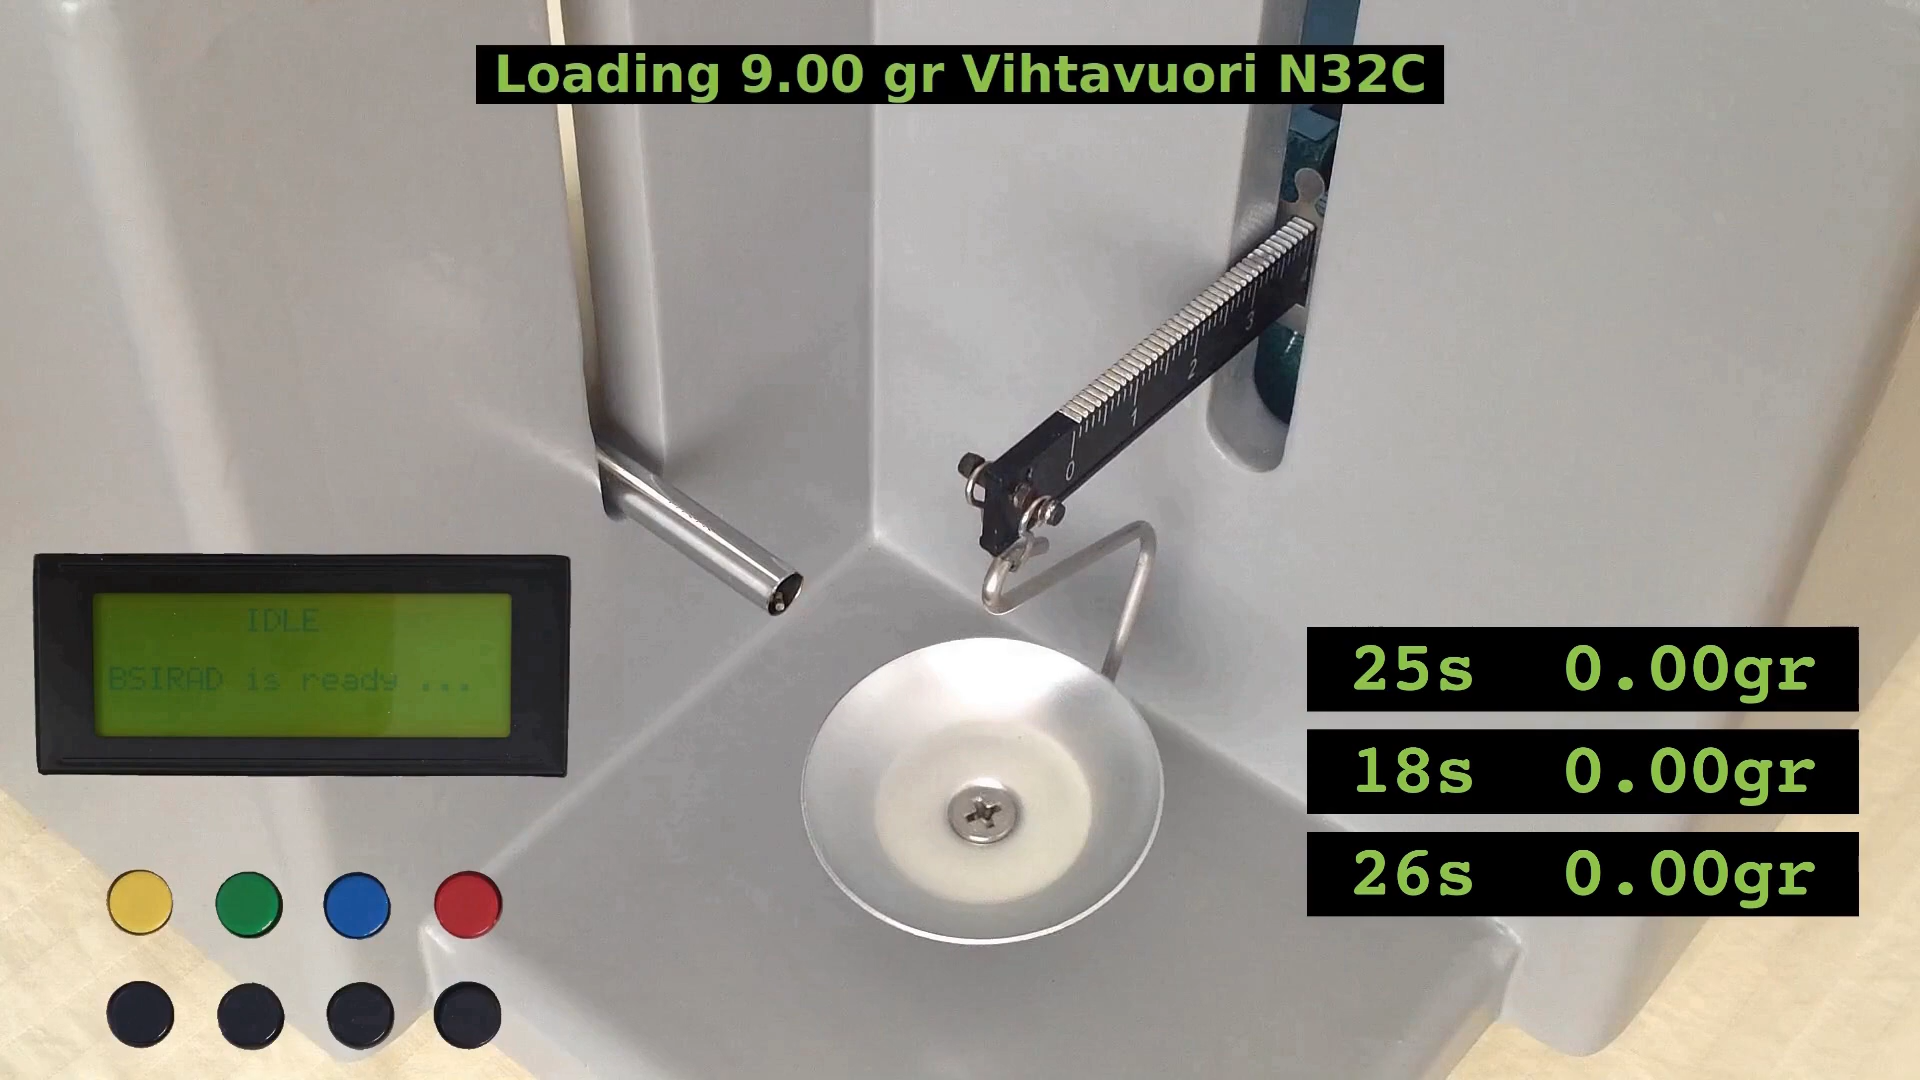 Loading 9.00 gr Vihtavuori N32C
3
2
1
0
IDLE
BSIRAD is ready ...
25s 0.00gr
18s 0.00gr
26s 0.00gr